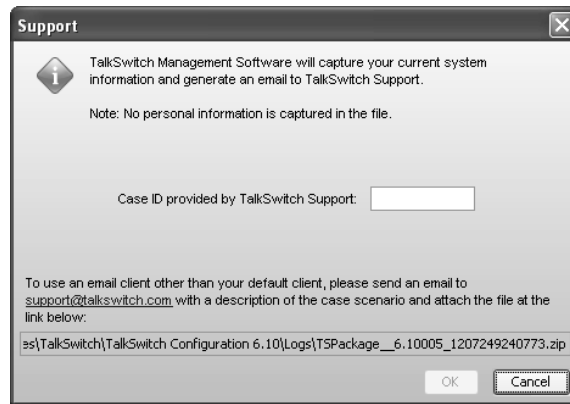 Support
TalkSwitch Management Software will capture your current system
information and generate an email to TalkSwitch Support.
Note: No personal information is captured in the file.
Case ID provided by TalkSwitch Support:
To use an email client other than your default client, please send an email to
support@talkswitch.com with a description of the case scenario and attach the file at the
link below:
es\TalkSwitch\TalkSwitch Configuration 6.10\Logs\TSPackage__6.10005_1207249240773.zip
OK Cancel